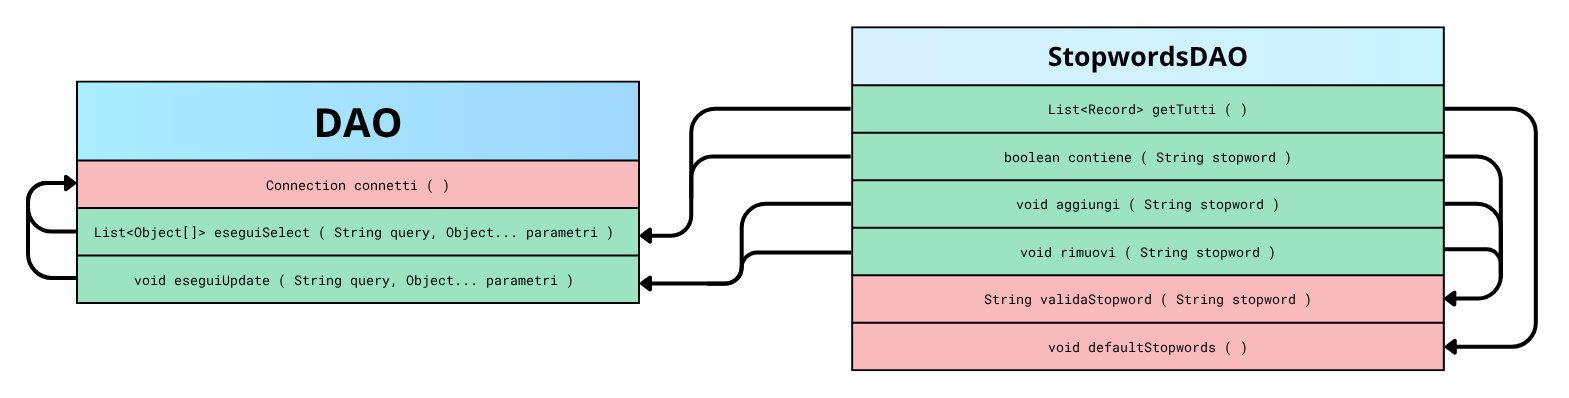 DAO
Connection connetti ( )
List<Object[]> eseguiSelect ( String query, Object... parametri )
void eseguiUpdate ( String query, Object... parametri )
StopwordsDAO
List<Record> getTutti ( )
boolean contiene ( String stopword )
void aggiungi ( String stopword )
void rimuovi ( String stopword )
String validaStopword ( String stopword )
void defaultStopwords ( )